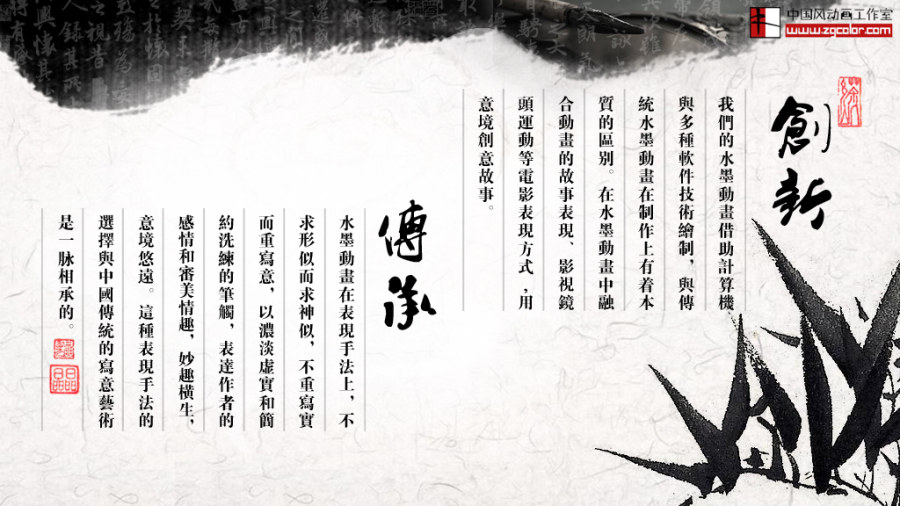 中国风动画工作室
www.zgcolor.com
創新
我們的水墨動畫借助計算機
與多種軟件技術繪制，與傳
統水墨動畫在制作上有着本
質的區别。在水墨動畫中融
合動畫的故事表現、影視鏡
頭運動等電影表現方式，用
意境創意故事。
傳承
水墨動畫在表現手法上，不
求形似而求神似，不重寫實
而重寫意，以濃淡虛實和簡
約洗練的筆觸，表達作者的
感情和審美情趣，妙趣橫生，
意境悠遠。這種表現手法的
選擇與中國傳統的寫意藝術
是一脉相承的。